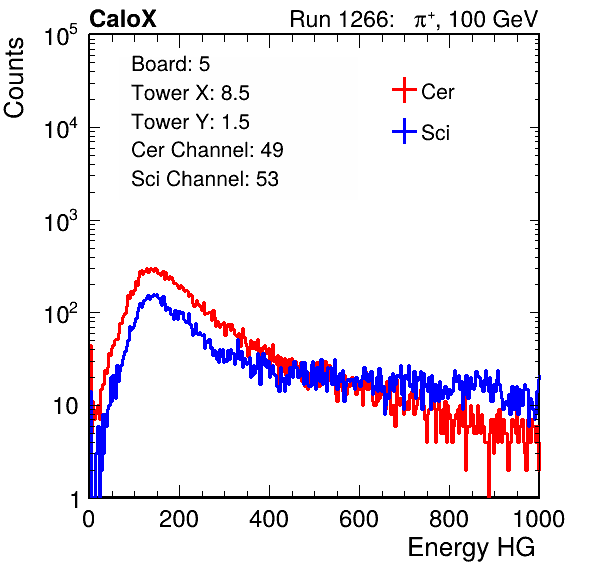 CaloX Run 1266: π⁺, 100 GeV
Counts
10⁵
10⁴
10³
10²
10
1
Board: 5
Tower X: 8.5
Tower Y: 1.5
Cer Channel: 49
Sci Channel: 53
Cer
Sci
0 200 400 600 800 1000
Energy HG